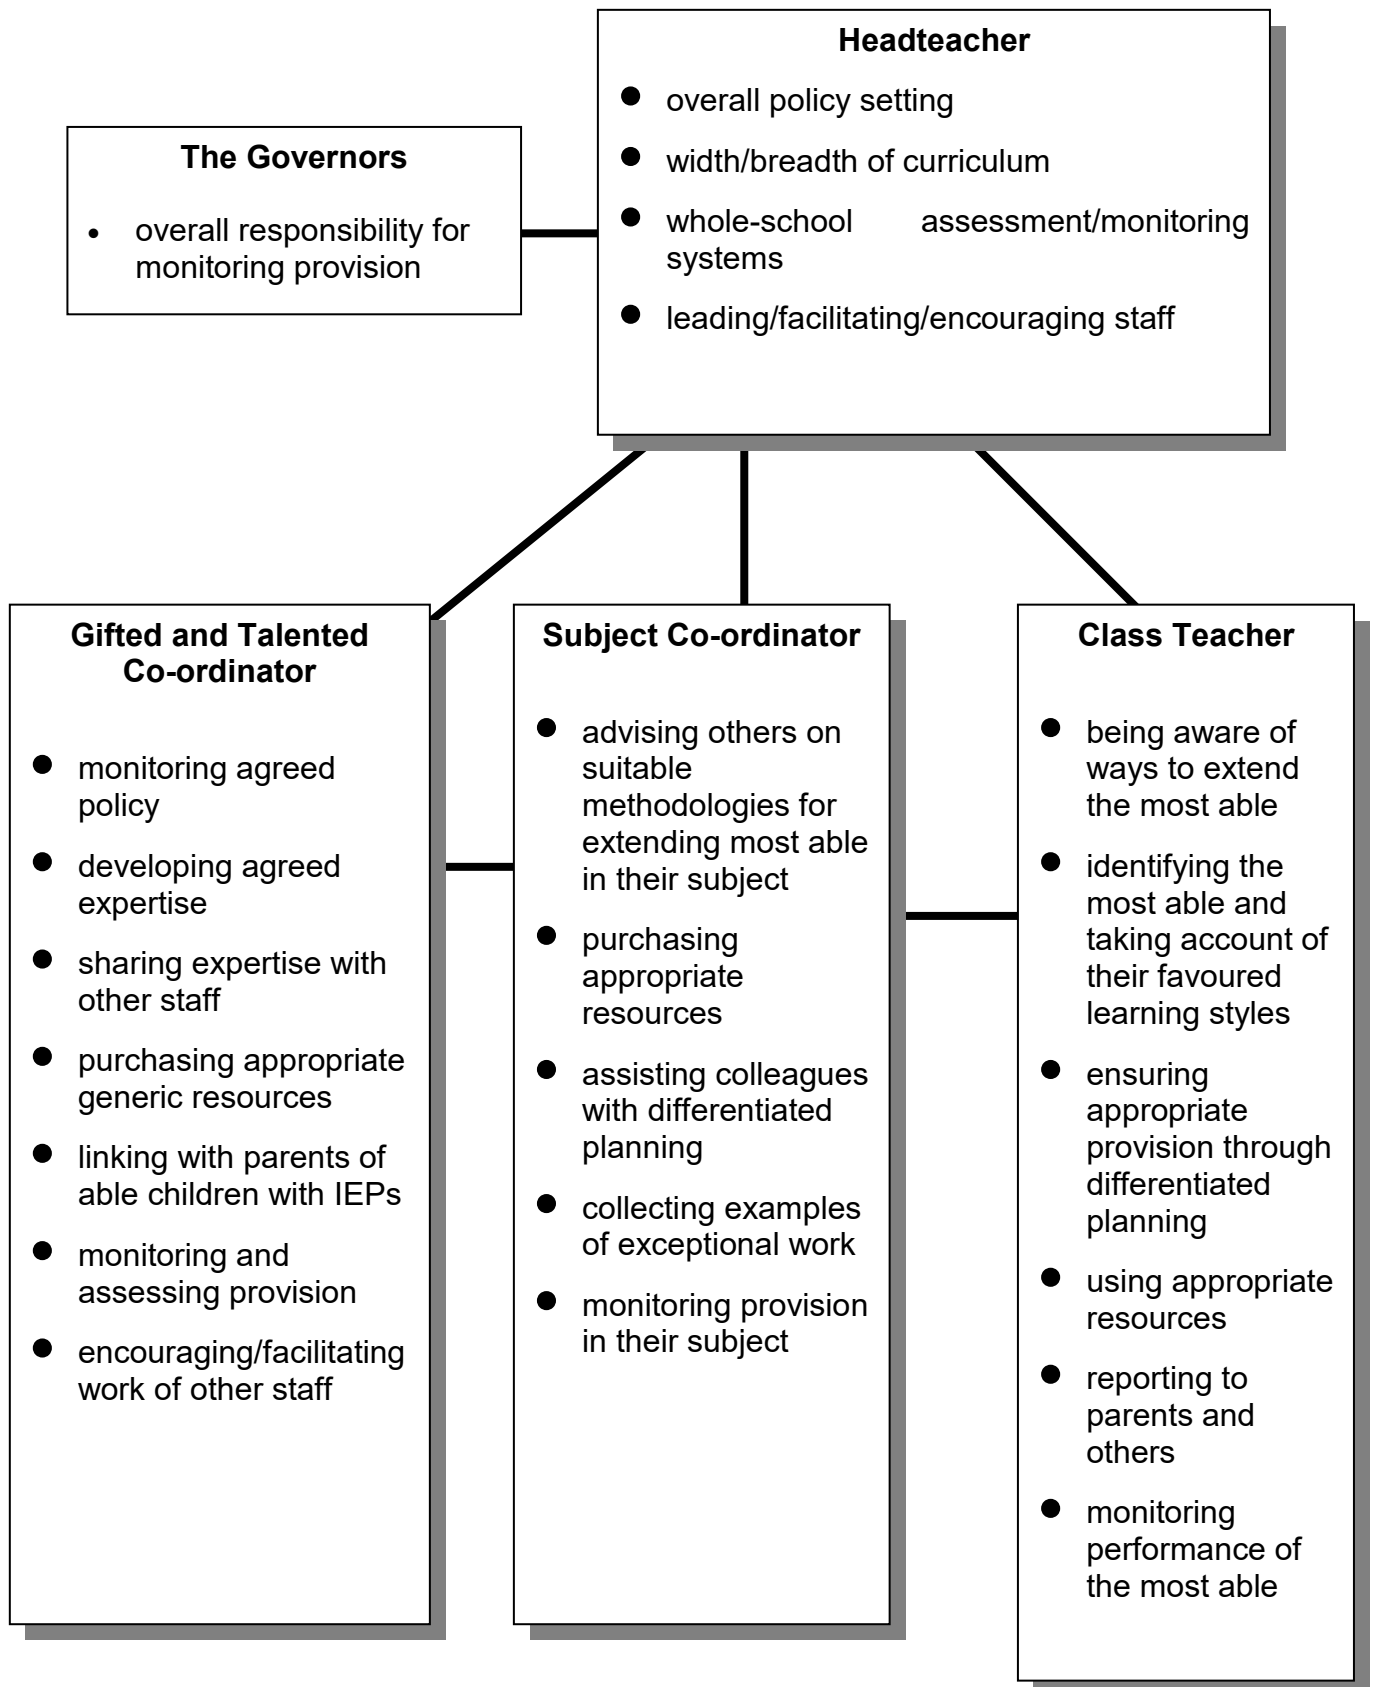 Headteacher
● overall policy setting
● width/breadth of curriculum
● whole-school assessment/monitoring
systems
● leading/facilitating/encouraging staff
The Governors
• overall responsibility for
monitoring provision
Gifted and Talented
Co-ordinator
● monitoring agreed
policy
● developing agreed
expertise
● sharing expertise with
other staff
● purchasing appropriate
generic resources
● linking with parents of
able children with IEPs
● monitoring and
assessing provision
● encouraging/facilitating
work of other staff
Subject Co-ordinator
● advising others on
suitable
methodologies for
extending most able
in their subject
● purchasing
appropriate
resources
● assisting colleagues
with differentiated
planning
● collecting examples
of exceptional work
● monitoring provision
in their subject
Class Teacher
● being aware of
ways to extend
the most able
● identifying the
most able and
taking account of
their favoured
learning styles
● ensuring
appropriate
provision through
differentiated
planning
● using appropriate
resources
● reporting to
parents and
others
● monitoring
performance of
the most able